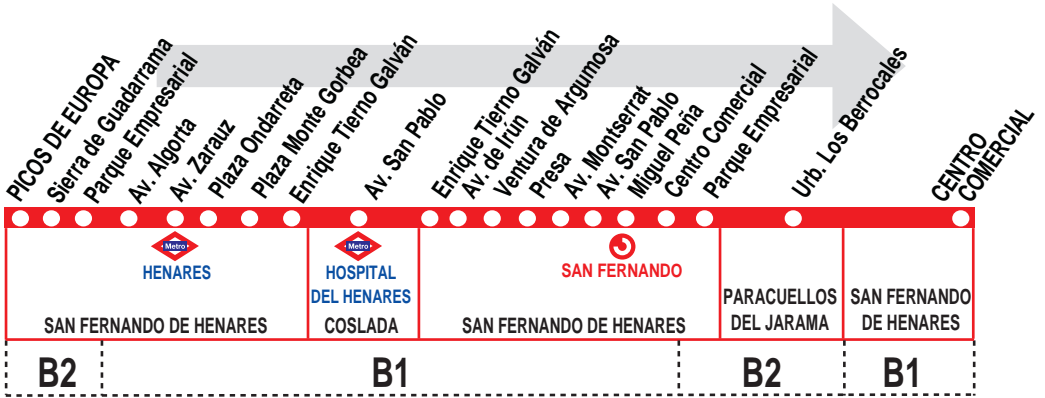 PICOS DE EUROPA
Sierra de Guadarrama
Parque Empresarial
Av. Algorta
Av. Zarauz
Plaza Ondarreta
Plaza Monte Gorbea
Enrique Tierno Galván
Av. San Pablo
Enrique Tierno Galván
Av. de Irún
Ventura de Argumosa
Presa
Av. Montserrat
Av. San Pablo
Miguel Peña
Centro Comercial
Parque Empresarial
Urb. Los Berrocales
CENTRO
COMERCIAL
Metro
HENARES
SAN FERNANDO DE HENARES
Metro
HOSPITAL
DEL HENARES
COSLADA
SAN FERNANDO
SAN FERNANDO DE HENARES
PARACUELLOS
DEL JARAMA
SAN FERNANDO
DE HENARES
B2
B1
B2
B1